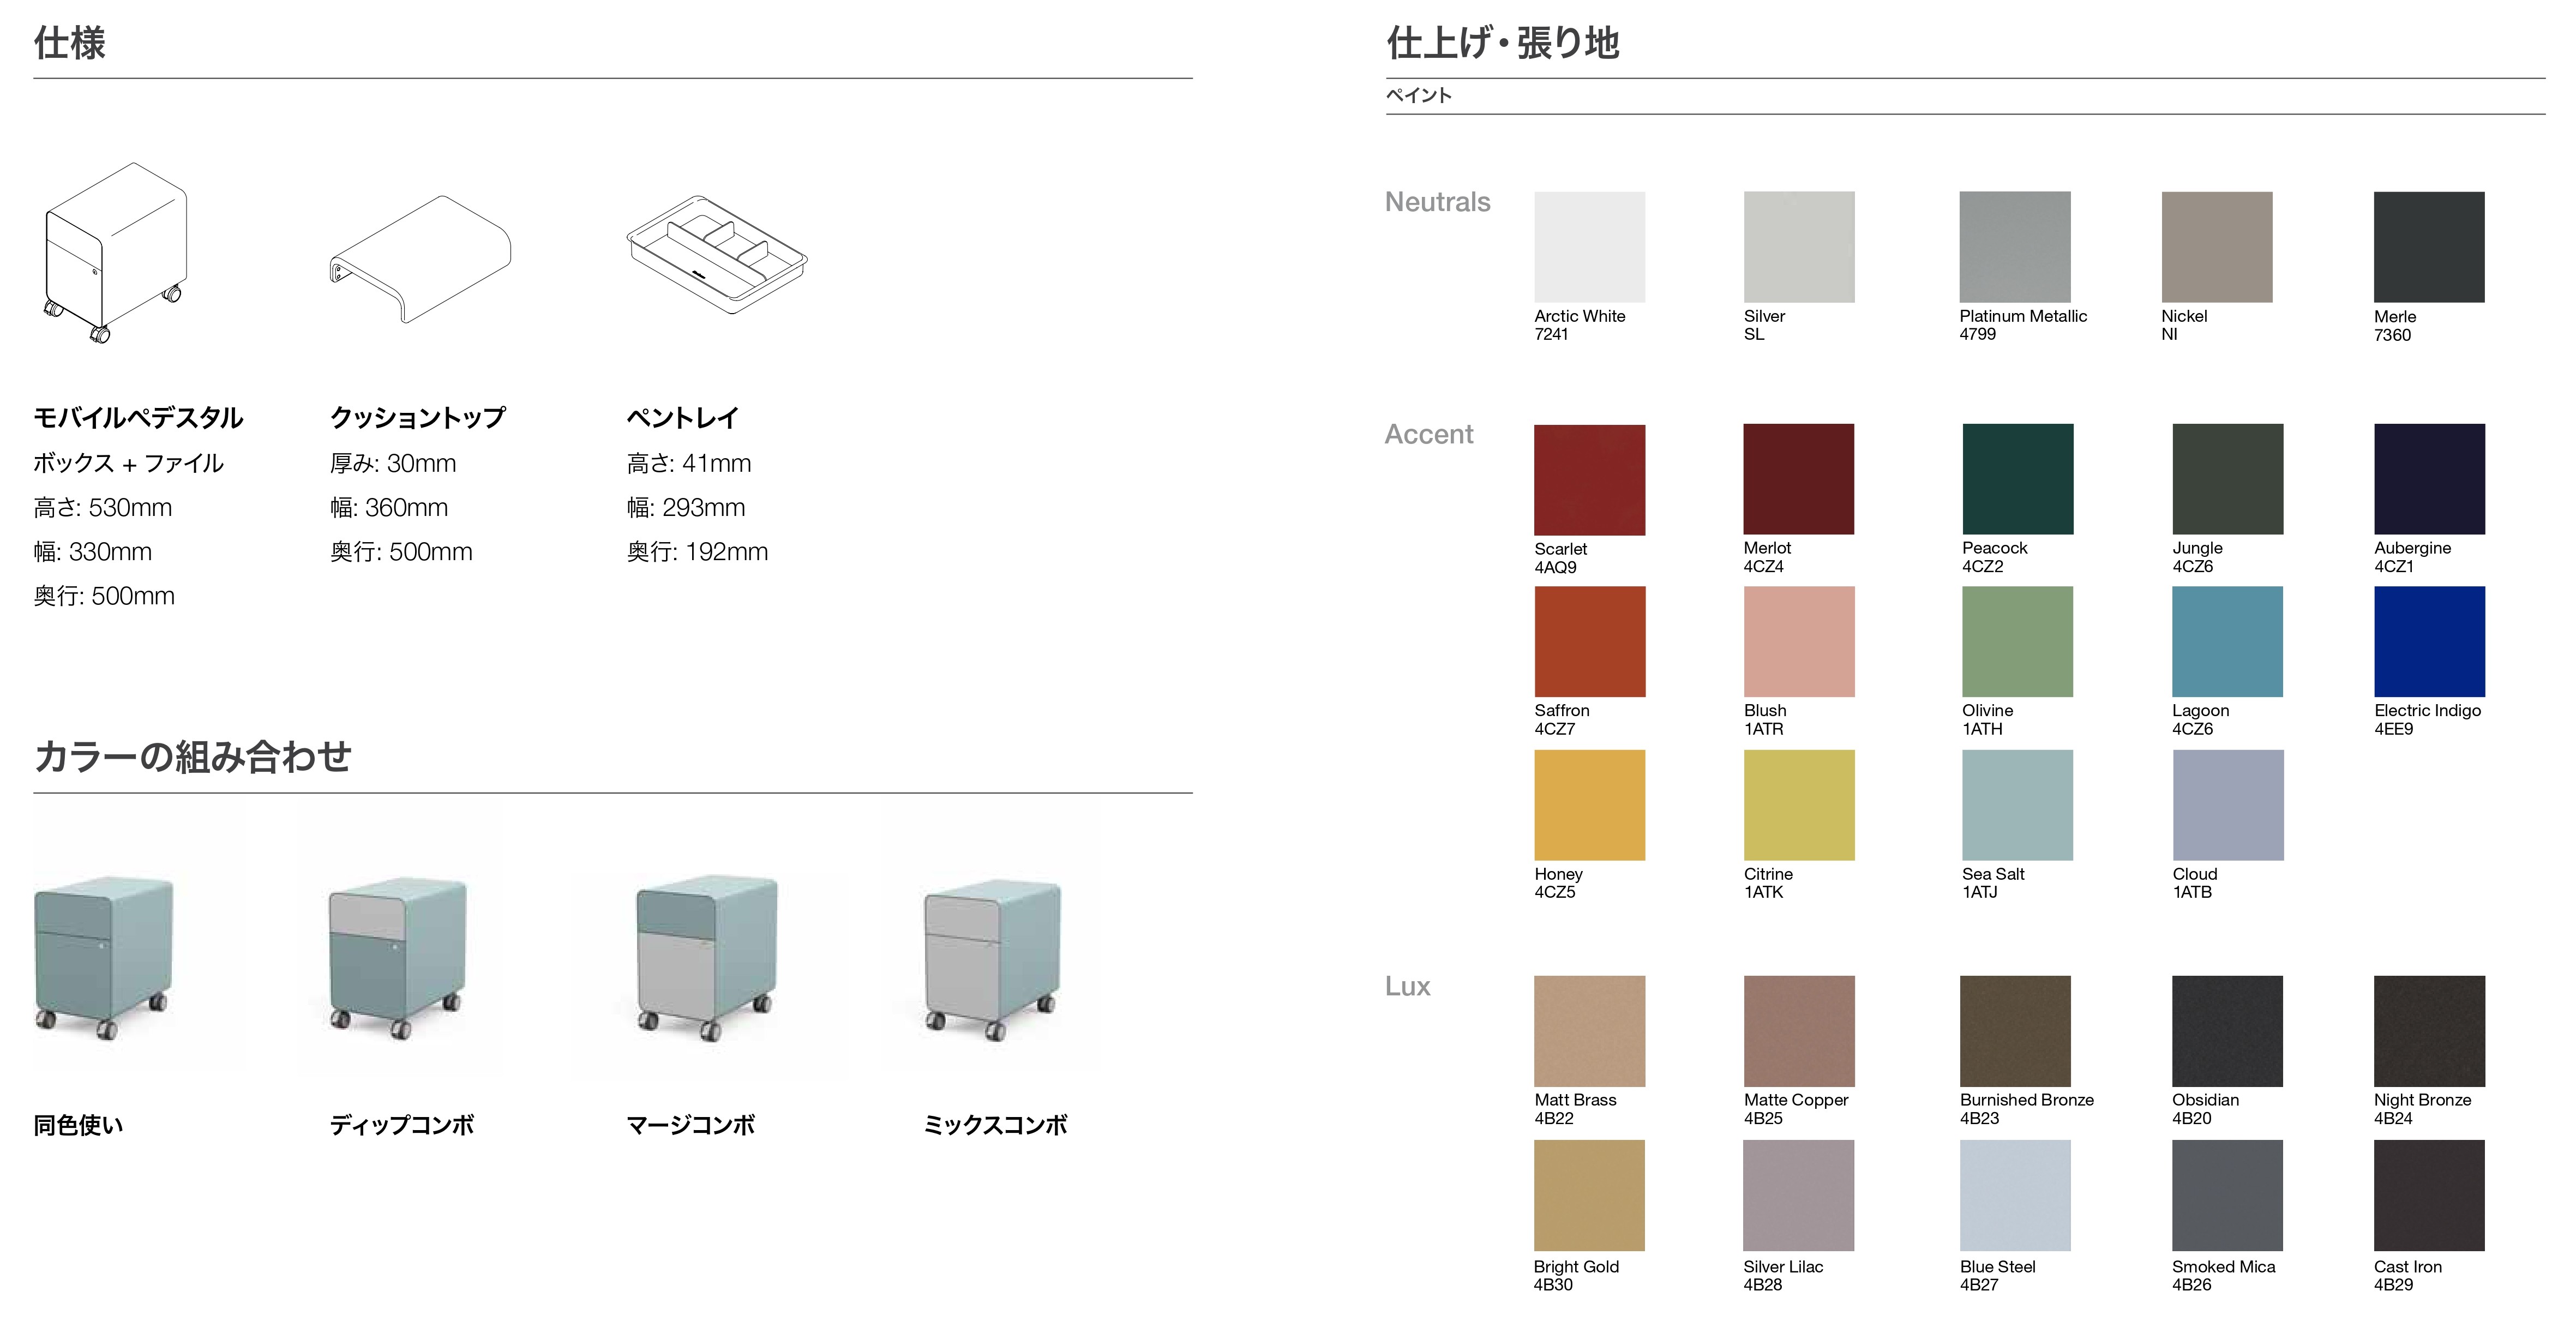 仕様
モバイルペデスタル
ボックス + ファイル
高さ: 530mm
幅: 330mm
奥行: 500mm
クッショントップ
厚み: 30mm
幅: 360mm
奥行: 500mm
ペントレイ
高さ: 41mm
幅: 293mm
奥行: 192mm
カラーの組み合わせ
同色使い
ディップコンボ
マージコンボ
ミックスコンボ
仕上げ・張り地
ペイント
Neutrals
Arctic White
7241
Silver
SL
Platinum Metallic
4799
Nickel
NI
Merle
7360
Accent
Scarlet
4AQ9
Merlot
4CZ4
Peacock
4CZ2
Jungle
4CZ6
Aubergine
4CZ1
Saffron
4CZ7
Blush
1ATR
Olivine
1ATH
Lagoon
4CZ6
Electric Indigo
4EE9
Honey
4CZ5
Citrine
1ATK
Sea Salt
1ATJ
Cloud
1ATB
Lux
Matt Brass
4B22
Matte Copper
4B25
Burnished Bronze
4B23
Obsidian
4B20
Night Bronze
4B24
Bright Gold
4B30
Silver Lilac
4B28
Blue Steel
4B27
Smoked Mica
4B26
Cast Iron
4B29